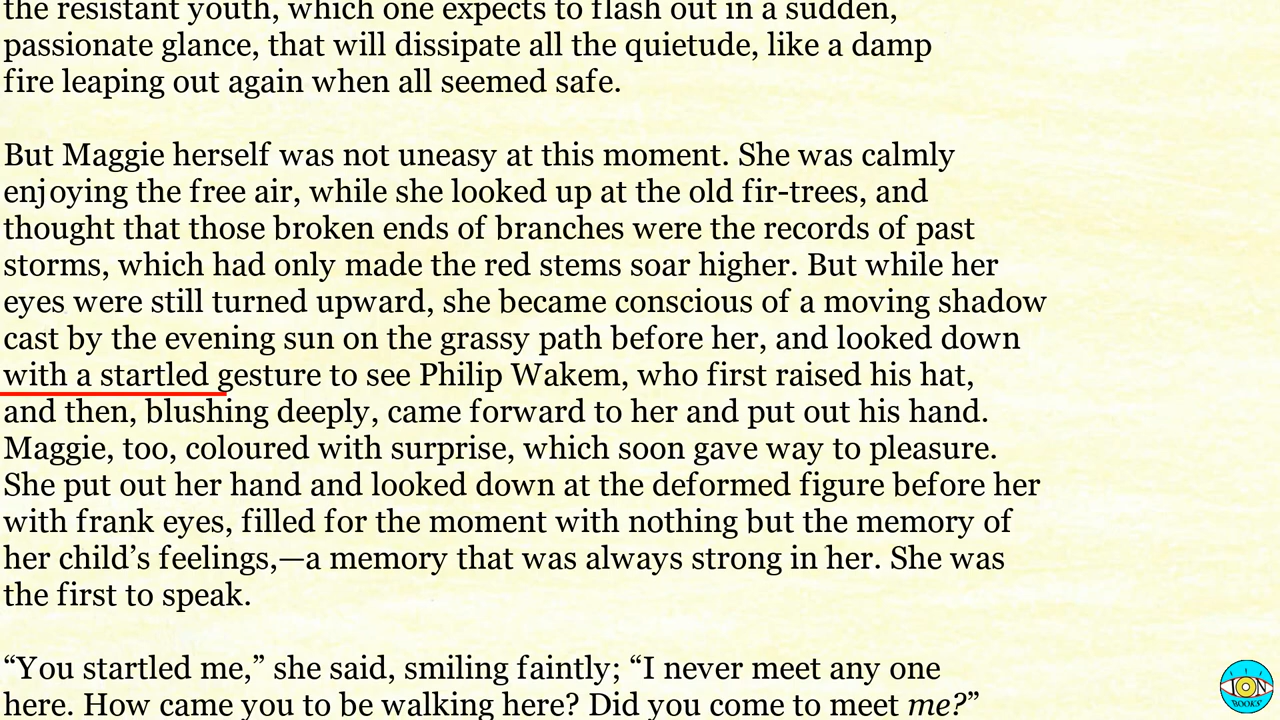 the resistant youth, which one expects to flash out in a sudden,
passionate glance, that will dissipate all the quietude, like a damp
fire leaping out again when all seemed safe.
But Maggie herself was not uneasy at this moment. She was calmly
enjoying the free air, while she looked up at the old fir-trees, and
thought that those broken ends of branches were the records of past
storms, which had only made the red stems soar higher. But while her
eyes were still turned upward, she became conscious of a moving shadow
cast by the evening sun on the grassy path before her, and looked down
with a startled gesture to see Philip Wakem, who first raised his hat,
and then, blushing deeply, came forward to her and put out his hand.
Maggie, too, coloured with surprise, which soon gave way to pleasure.
She put out her hand and looked down at the deformed figure before her
with frank eyes, filled for the moment with nothing but the memory of
her child’s feelings,—a memory that was always strong in her. She was
the first to speak.
“You startled me,” she said, smiling faintly; “I never meet any one
here. How came you to be walking here? Did you come to meet me?”
ION
BOOKS